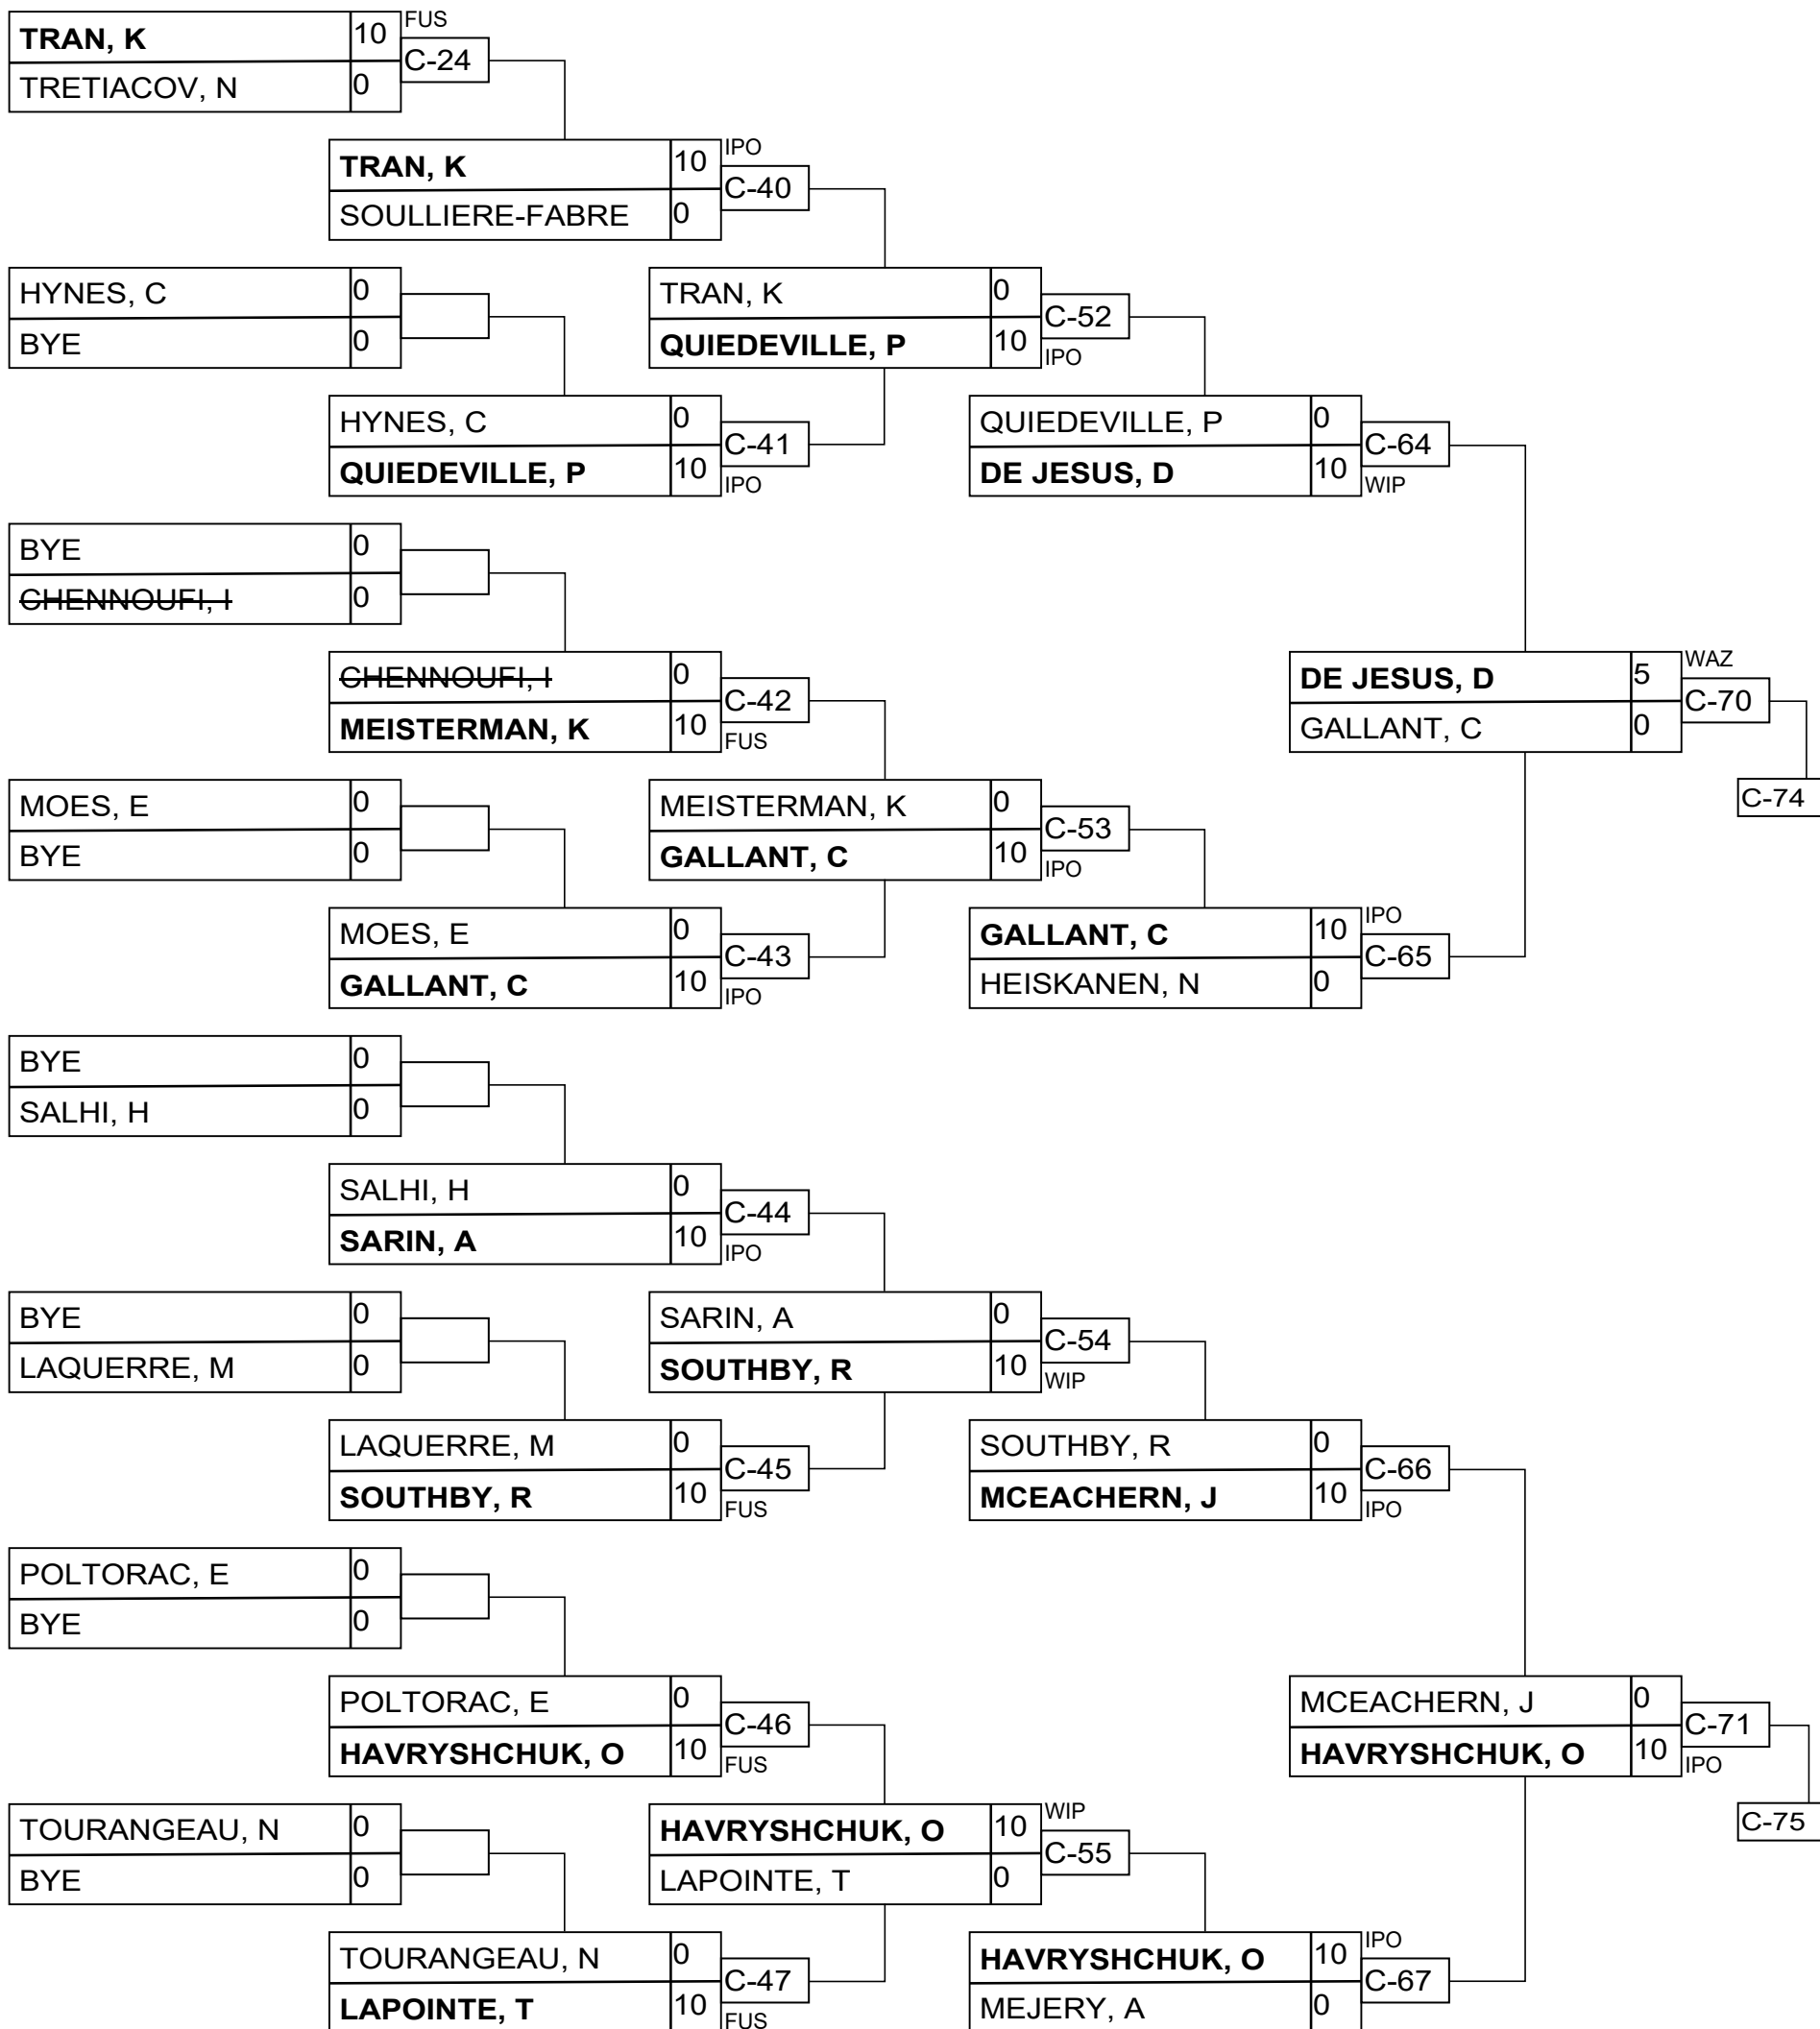 TRAN, K 10 FUS
C-24
TRETIACOV, N 0
TRAN, K 10 IPO
C-40
SOULLIERE-FABRE 0
HYNES, C 0
BYE 0
TRAN, K 0
C-52
QUIEDEVILLE, P 10 IPO
HYNES, C 0
C-41
QUIEDEVILLE, P 10 IPO
QUIEDEVILLE, P 0
C-64
DE JESUS, D 10 WIP
BYE 0
CHENNOUFI, I 0
CHENNOUFI, I 0
C-42
MEISTERMAN, K 10 FUS
DE JESUS, D 5 WAZ
C-70
GALLANT, C 0
C-74
MOES, E 0
BYE 0
MEISTERMAN, K 0
C-53
GALLANT, C 10 IPO
MOES, E 0
C-43
GALLANT, C 10 IPO
GALLANT, C 10 IPO
C-65
HEISKANEN, N 0
BYE 0
SALHI, H 0
SALHI, H 0
C-44
SARIN, A 10 IPO
BYE 0
LAQUERRE, M 0
SARIN, A 0
C-54
SOUTHBY, R 10 WIP
LAQUERRE, M 0
C-45
SOUTHBY, R 10 FUS
SOUTHBY, R 0
C-66
MCEACHERN, J 10 IPO
POLTORAC, E 0
BYE 0
POLTORAC, E 0
C-46
HAVRYSHCHUK, O 10 FUS
MCEACHERN, J 0
C-71
HAVRYSHCHUK, O 10 IPO
C-75
TOURANGEAU, N 0
BYE 0
HAVRYSHCHUK, O 10 WIP
C-55
LAPOINTE, T 0
TOURANGEAU, N 0
C-47
LAPOINTE, T 10 FUS
HAVRYSHCHUK, O 10 IPO
C-67
MEJERY, A 0